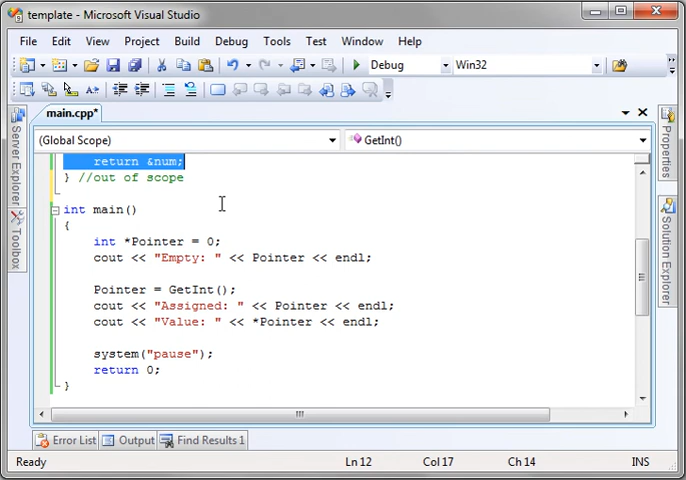 template - Microsoft Visual Studio
File Edit View Project Build Debug Tools Test Window Help
Debug Win32
main.cpp*
(Global Scope) GetInt()
return &num;
} //out of scope
int main()
{
int *Pointer = 0;
cout << "Empty: " << Pointer << endl;
Pointer = GetInt();
cout << "Assigned: " << Pointer << endl;
cout << "Value: " << *Pointer << endl;
system("pause");
return 0;
}
Server Explorer
Toolbox
Properties
Solution Explorer
Error List Output Find Results 1
Ready Ln 12 Col 17 Ch 14 INS